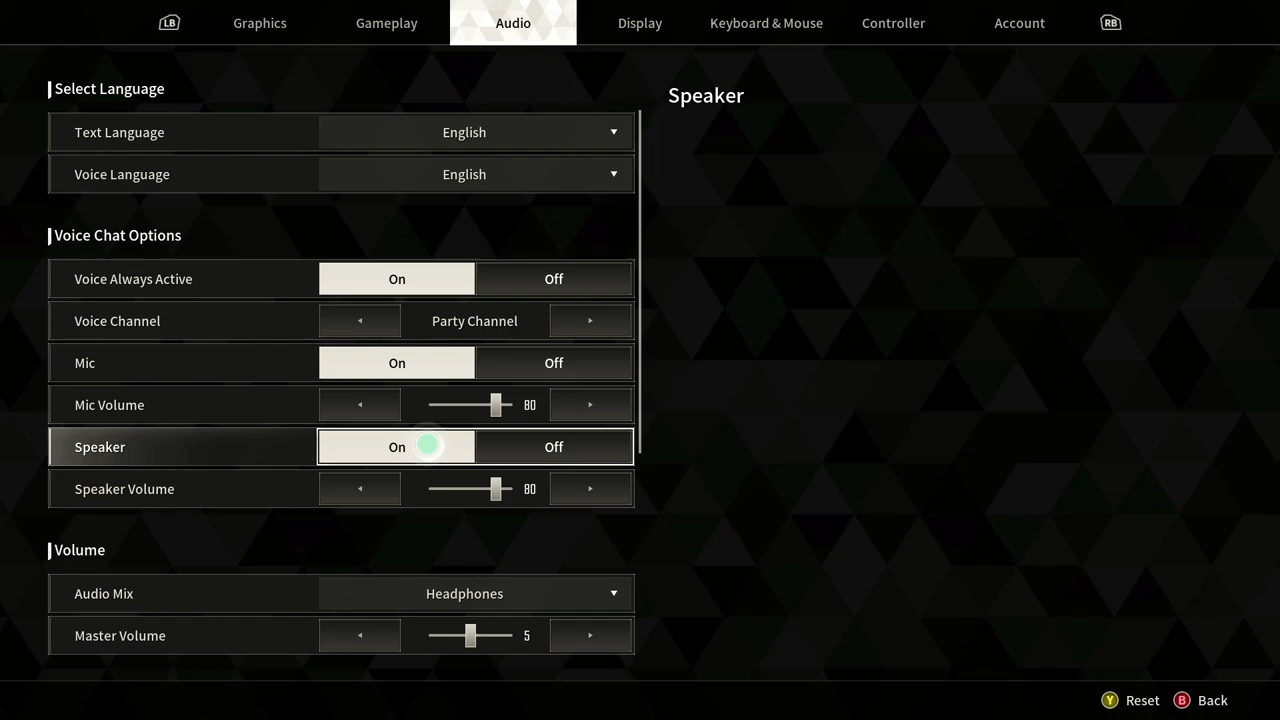 LB Graphics Gameplay Audio Display Keyboard & Mouse Controller Account RB
Select Language
Speaker
Text Language English
Voice Language English
Voice Chat Options
Voice Always Active On Off
Voice Channel Party Channel
Mic On Off
Mic Volume 80
Speaker On Off
Speaker Volume 80
Volume
Audio Mix Headphones
Master Volume 5
Y Reset B Back